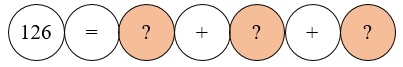 126 = ? + ? + ?